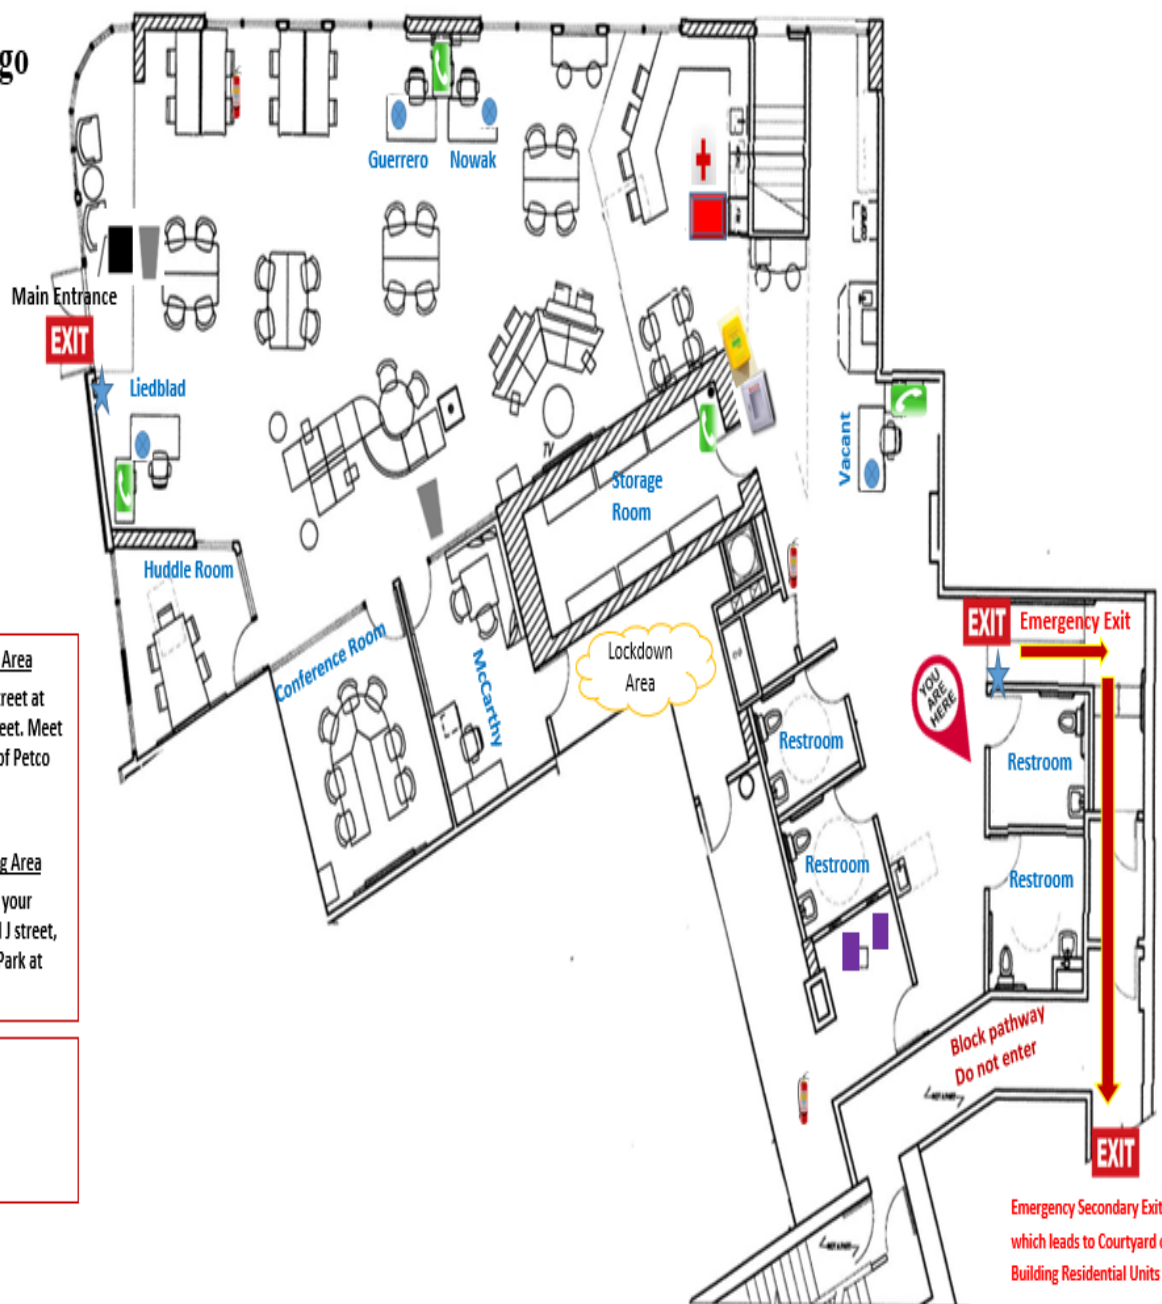 go
Guerrero
Nowak
Main Entrance
EXIT
Liedblad
TV
Storage
Room
Vacant
Huddle Room
Conference Room
McCarthy
Lockdown
Area
EXIT
Emergency Exit
YOU
ARE
HERE
Restroom
Restroom
Restroom
Restroom
Area
reet at
eet. Meet
of Petco
g Area
your
J street,
Park at
Block pathway
Do not enter
EXIT
Emergency Secondary Exit
which leads to Courtyard
Building Residential Units